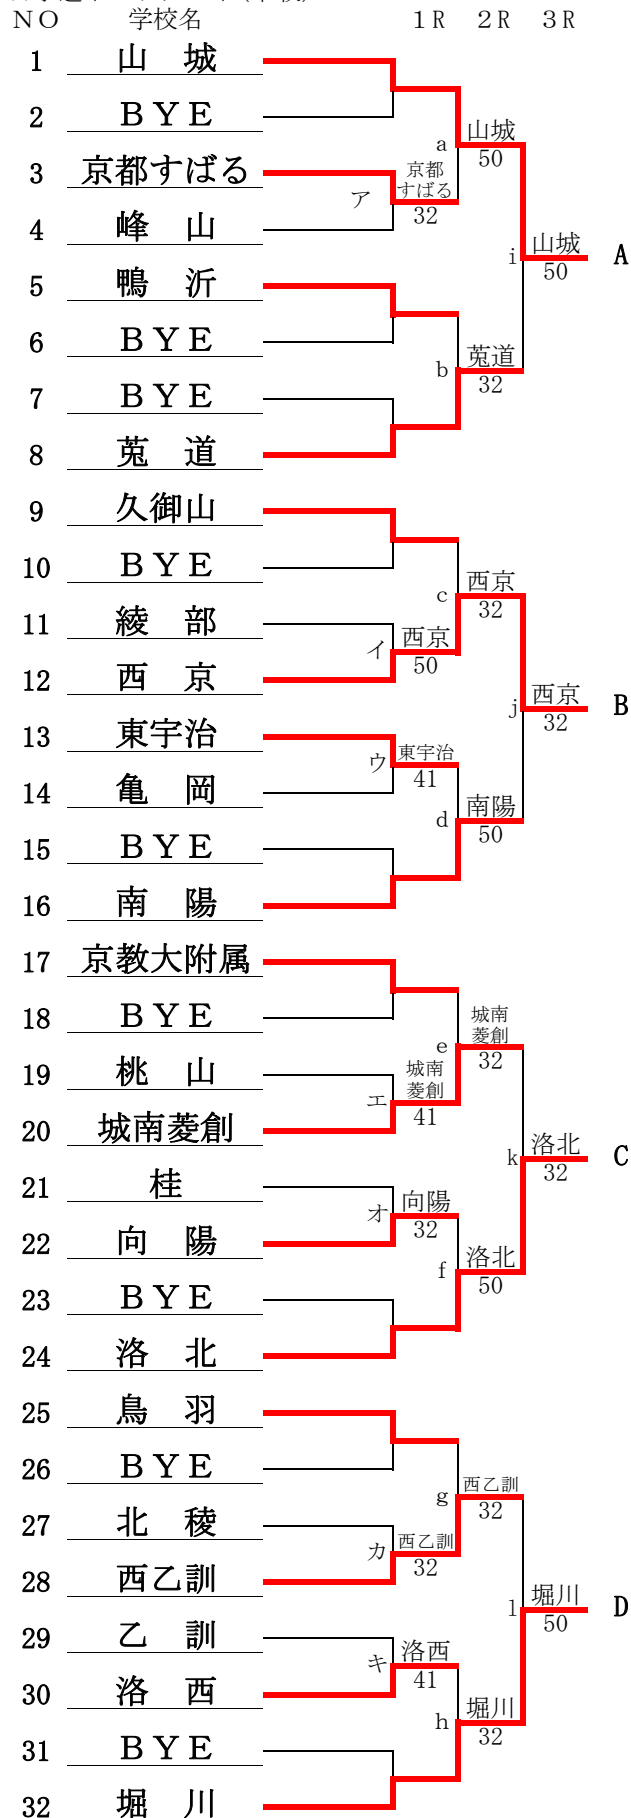 ＮＯ 学校名 １Ｒ ２Ｒ ３Ｒ
1 山　城
2 ＢＹＥ
a 山城
50
3 京都すばる
ア 京都
すばる
32
4 峰　山
i 山城
50
A
5 鴨　沂
6 ＢＹＥ
b 菟道
32
7 ＢＹＥ
8 菟　道
9 久御山
10 ＢＹＥ
c 西京
32
11 綾　部
イ 西京
50
12 西　京
j 西京
32
B
13 東宇治
ウ 東宇治
41
14 亀　岡
d 南陽
50
15 ＢＹＥ
16 南　陽
17 京教大附属
18 ＢＹＥ
e 城南
菱創
32
19 桃　山
エ 城南
菱創
41
20 城南菱創
k 洛北
32
C
21 桂
オ 向陽
32
22 向　陽
f 洛北
50
23 ＢＹＥ
24 洛　北
25 鳥　羽
26 ＢＹＥ
g 西乙訓
32
27 北　稜
カ 西乙訓
32
28 西乙訓
l 堀川
50
D
29 乙　訓
キ 洛西
41
30 洛　西
h 堀川
32
31 ＢＹＥ
32 堀　川